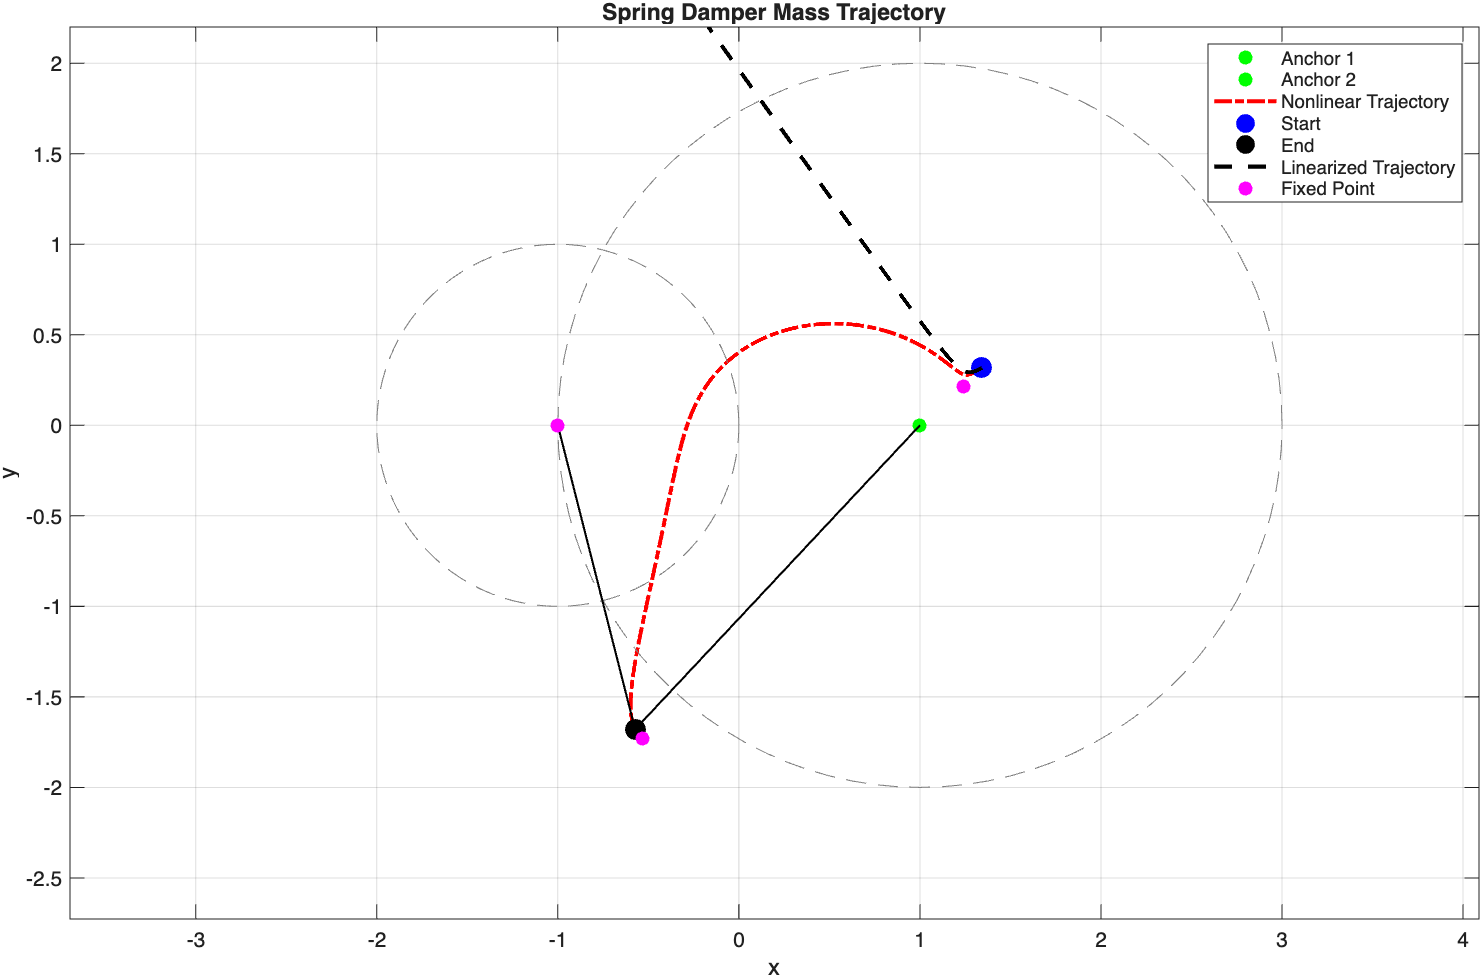 Spring Damper Mass Trajectory
Anchor 1
Anchor 2
Nonlinear Trajectory
Start
End
Linearized Trajectory
Fixed Point
2
1.5
1
0.5
0
-0.5
-1
-1.5
-2
-2.5
y
-3
-2
-1
0
1
2
3
4
x